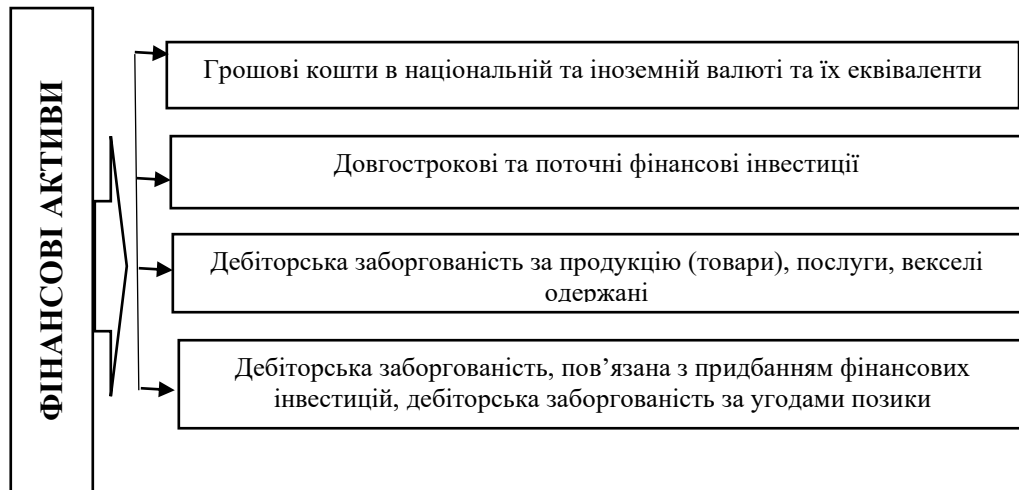 ФІНАНСОВІ АКТИВИ
Грошові кошти в національній та іноземній валюті та їх еквіваленти
Довгострокові та поточні фінансові інвестиції
Дебіторська заборгованість за продукцію (товари), послуги, векселі
одержані
Дебіторська заборгованість, пов’язана з придбанням фінансових
інвестицій, дебіторська заборгованість за угодами позики